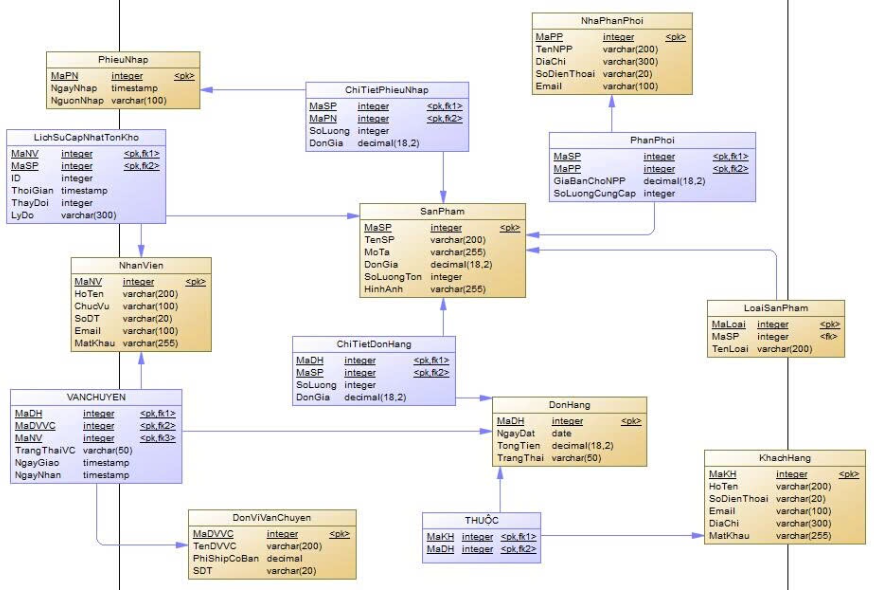 NhaPhanPhoi
MaPP integer <pk>
TenNPP varchar(200)
DiaChi varchar(300)
SoDienThoai varchar(20)
Email varchar(100)
PhieuNhap
MaPN integer <pk>
NgayNhap timestamp
NguonNhap varchar(100)
ChiTietPhieuNhap
MaSP integer <pk,fk1>
MaPN integer <pk,fk2>
SoLuong integer
DonGia decimal(18,2)
LichSuCapNhatTonKho
MaNV integer <pk,fk1>
MaSP integer <pk,fk2>
ID integer
ThoiGian timestamp
ThayDoi integer
LyDo varchar(300)
PhanPhoi
MaSP integer <pk,fk1>
MaPP integer <pk,fk2>
GiaBanChoNPP decimal(18,2)
SoLuongCungCap integer
SanPham
MaSP integer <pk>
TenSP varchar(200)
MoTa varchar(255)
DonGia decimal(18,2)
SoLuongTon integer
HinhAnh varchar(255)
NhanVien
MaNV integer <pk>
HoTen varchar(200)
ChucVu varchar(100)
SoDT varchar(20)
Email varchar(100)
MatKhau varchar(255)
LoaiSanPham
MaLoai integer <pk>
MaSP integer <fk>
TenLoai varchar(200)
ChiTietDonHang
MaDH integer <pk,fk1>
MaSP integer <pk,fk2>
SoLuong integer
DonGia decimal(18,2)
VANCHUYEN
MaDH integer <pk,fk1>
MaDVVC integer <pk,fk2>
MaNV integer <pk,fk3>
TrangThaiVC varchar(50)
NgayGiao timestamp
NgayNhan timestamp
DonHang
MaDH integer <pk>
NgayDat date
TongTien decimal(18,2)
TrangThai varchar(50)
KhachHang
MaKH integer <pk>
HoTen varchar(200)
SoDienThoai varchar(20)
Email varchar(100)
DiaChi varchar(300)
MatKhau varchar(255)
DonViVanChuyen
MaDVVC integer <pk>
TenDVVC varchar(200)
PhiShipCoBan decimal
SDT varchar(20)
THUỘC
MaKH integer <pk,fk1>
MaDH integer <pk,fk2>